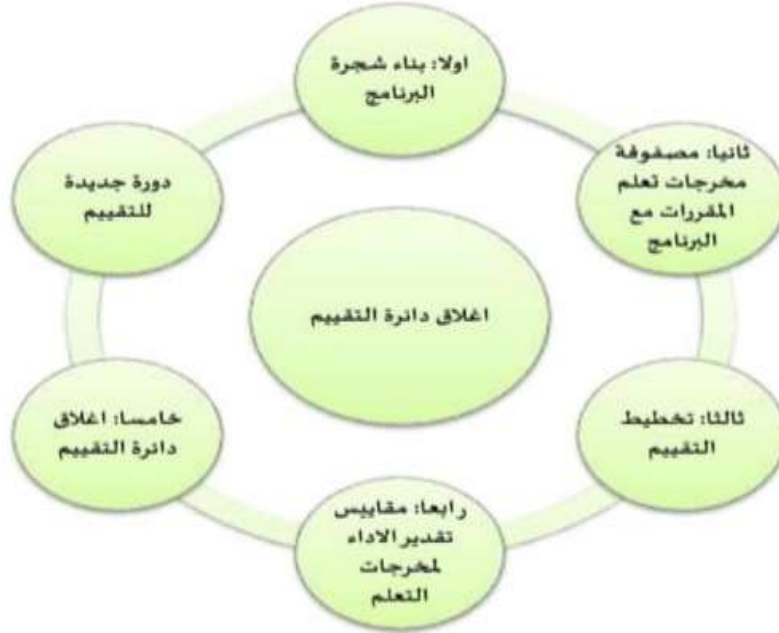 اولا: بناء شجرة
البرنامج
ثانيا: مصفوفة
مخرجات تعلم
المقررات مع
البرنامج
ثالثا: تخطيط
التقييم
رابعا: مقاييس
تقدير الاداء
لمخرجات
التعلم
خامسا: اغلاق
دائرة التقييم
دورة جديدة
للتقييم
اغلاق دائرة التقييم